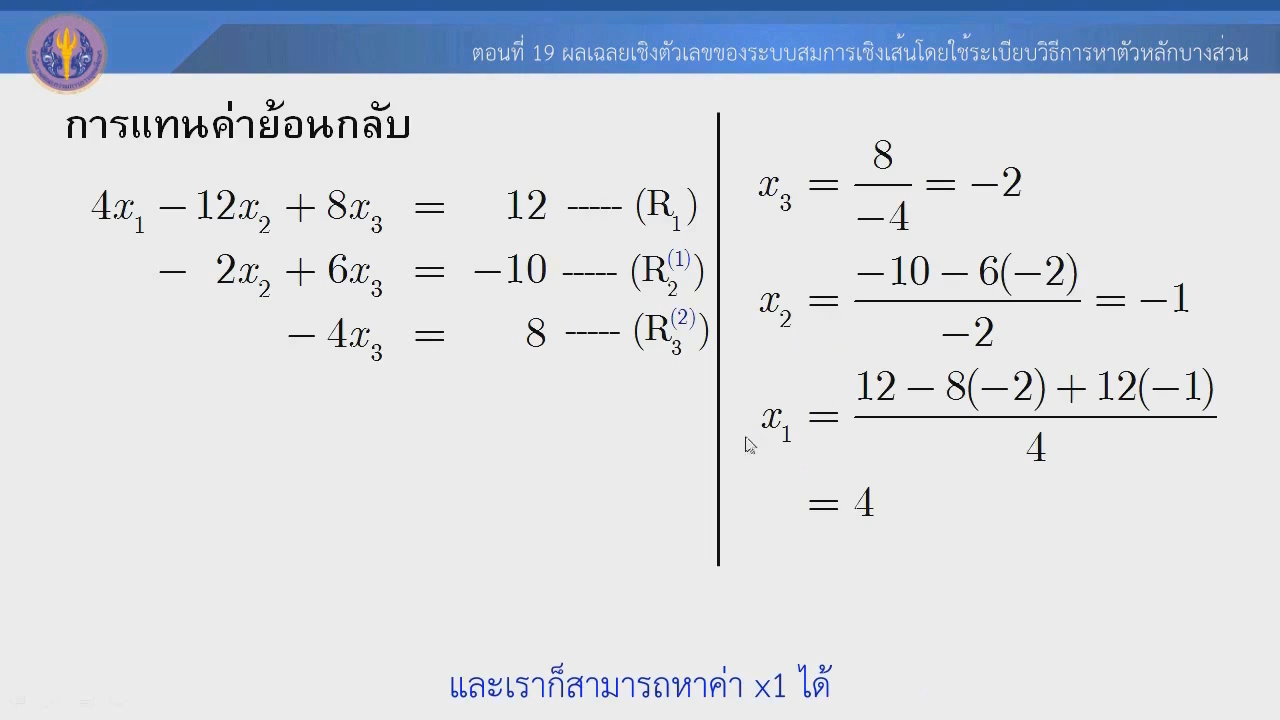 ตอนที่ 19 ผลเฉลยเชิงตัวเลขของระบบสมการเชิงเส้นโดยใช้ระเบียบวิธีการหาตัวหลักบางส่วน
การแทนค่าย้อนกลับ
4x₁ − 12x₂ + 8x₃ = 12 ----- (R₁)
− 2x₂ + 6x₃ = −10 ----- (R₂⁽¹⁾)
− 4x₃ = 8 ----- (R₃⁽²⁾)
x₃ = 8/−4 = −2
x₂ = (−10 − 6(−2))/−2 = −1
x₁ = (12 − 8(−2) + 12(−1))/4
= 4
และเราก็สามารถหาค่า x1 ได้